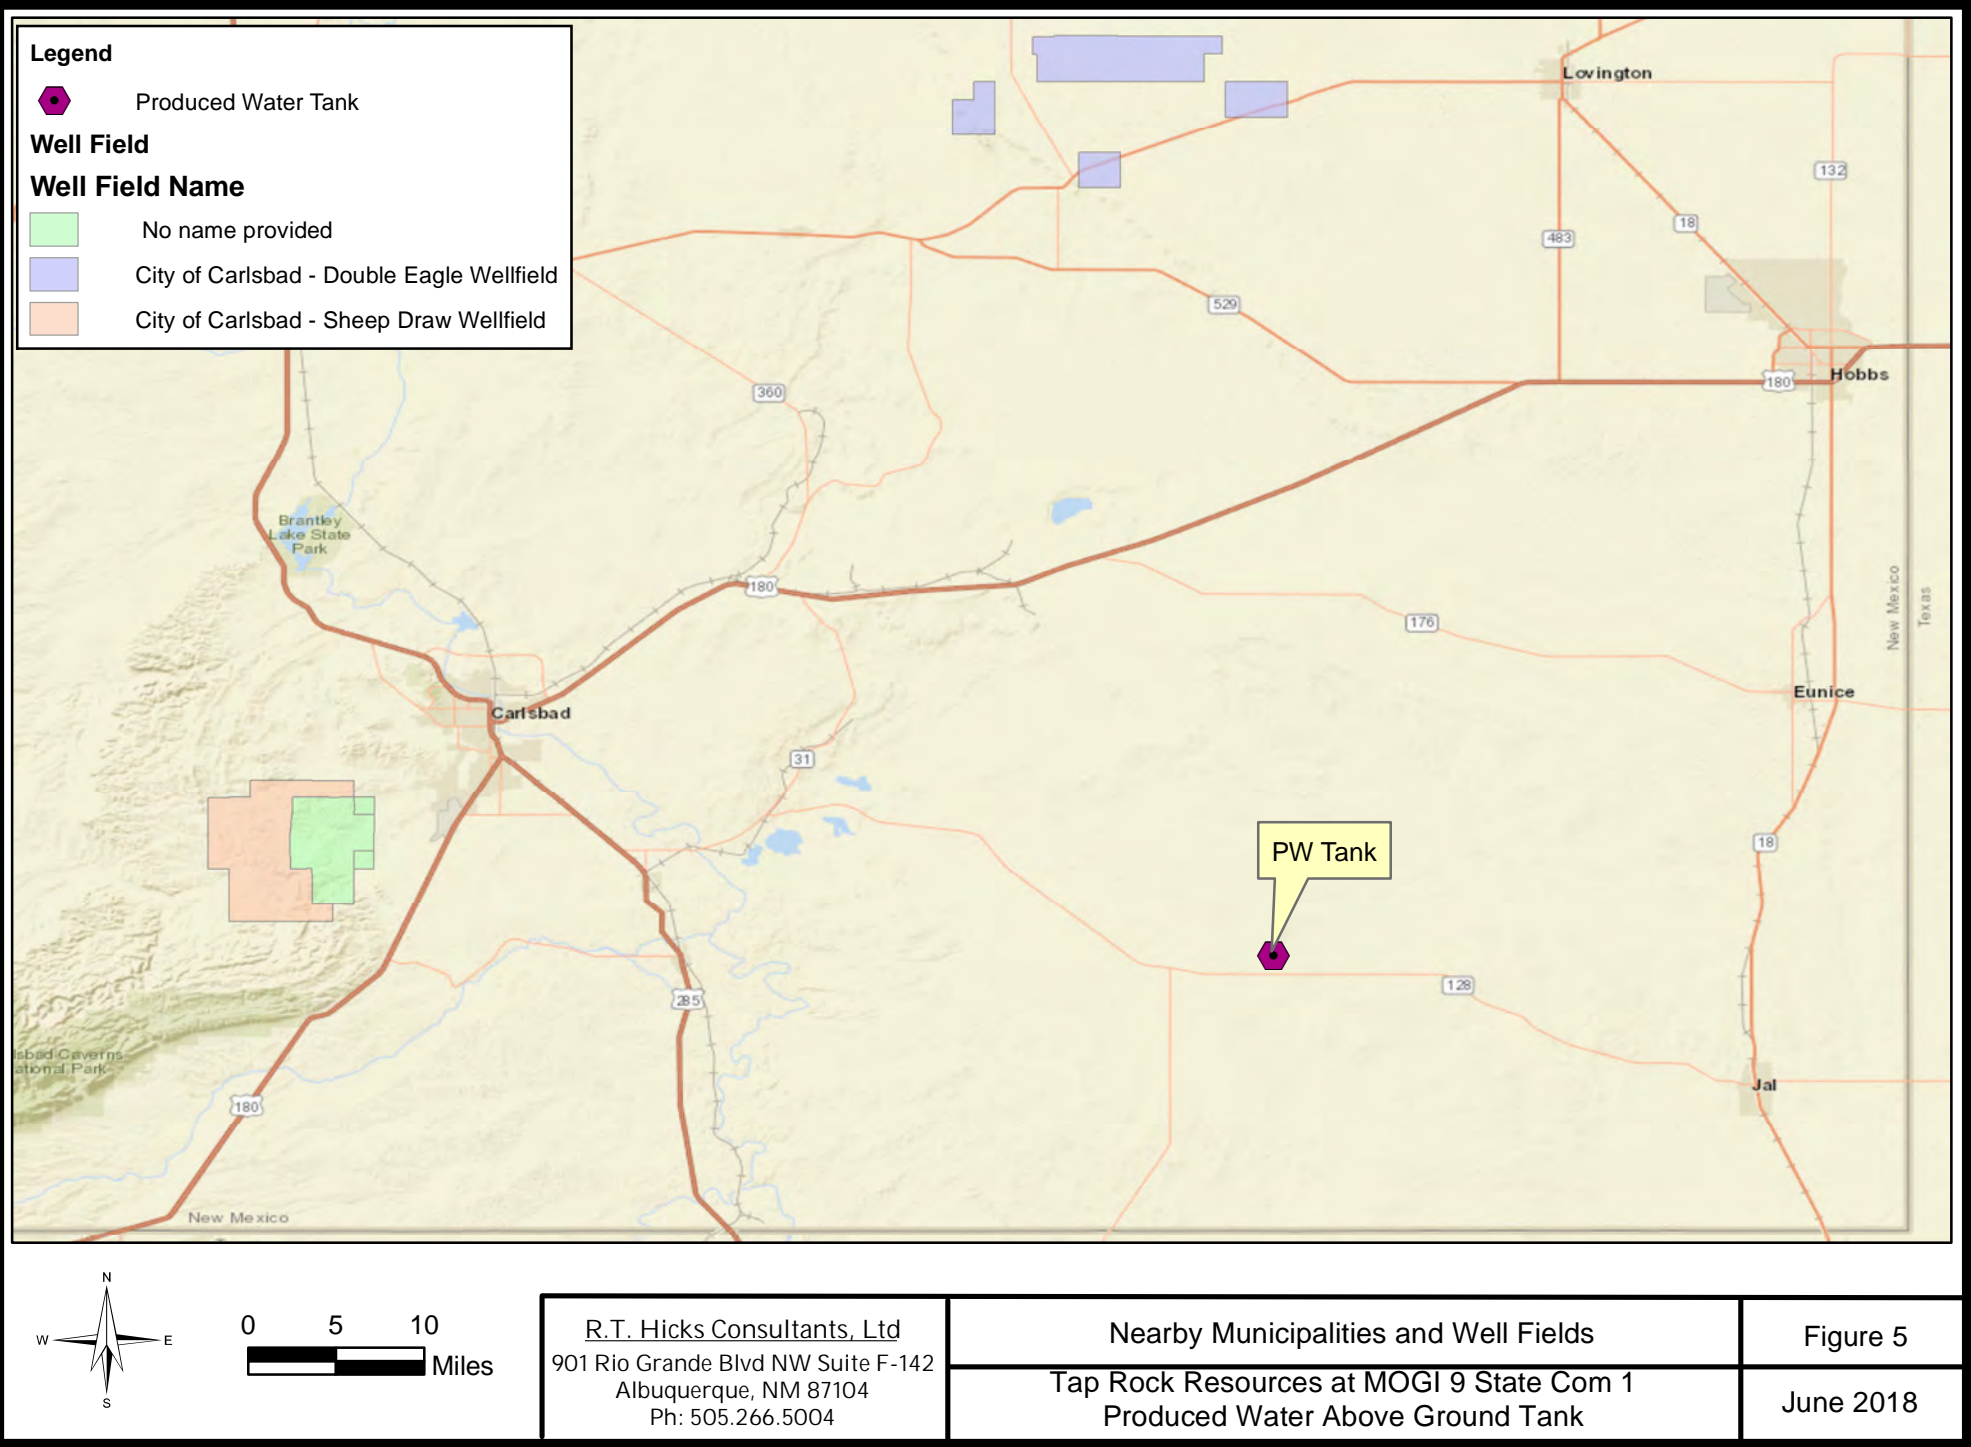 Legend
Produced Water Tank
Well Field
Well Field Name
No name provided
City of Carlsbad - Double Eagle Wellfield
City of Carlsbad - Sheep Draw Wellfield
Lovington
132
18
483
529
360
Hobbs
180
Brantley
Lake State
Park
180
176
New Mexico
Texas
Eunice
Carlsbad
31
18
PW Tank
128
285
lsbad Caverns
ational Park
Jal
180
New Mexico
N
W
E
S
0 5 10
Miles
R.T. Hicks Consultants, Ltd
901 Rio Grande Blvd NW Suite F-142
Albuquerque, NM 87104
Ph: 505.266.5004
Nearby Municipalities and Well Fields
Tap Rock Resources at MOGI 9 State Com 1
Produced Water Above Ground Tank
Figure 5
June 2018